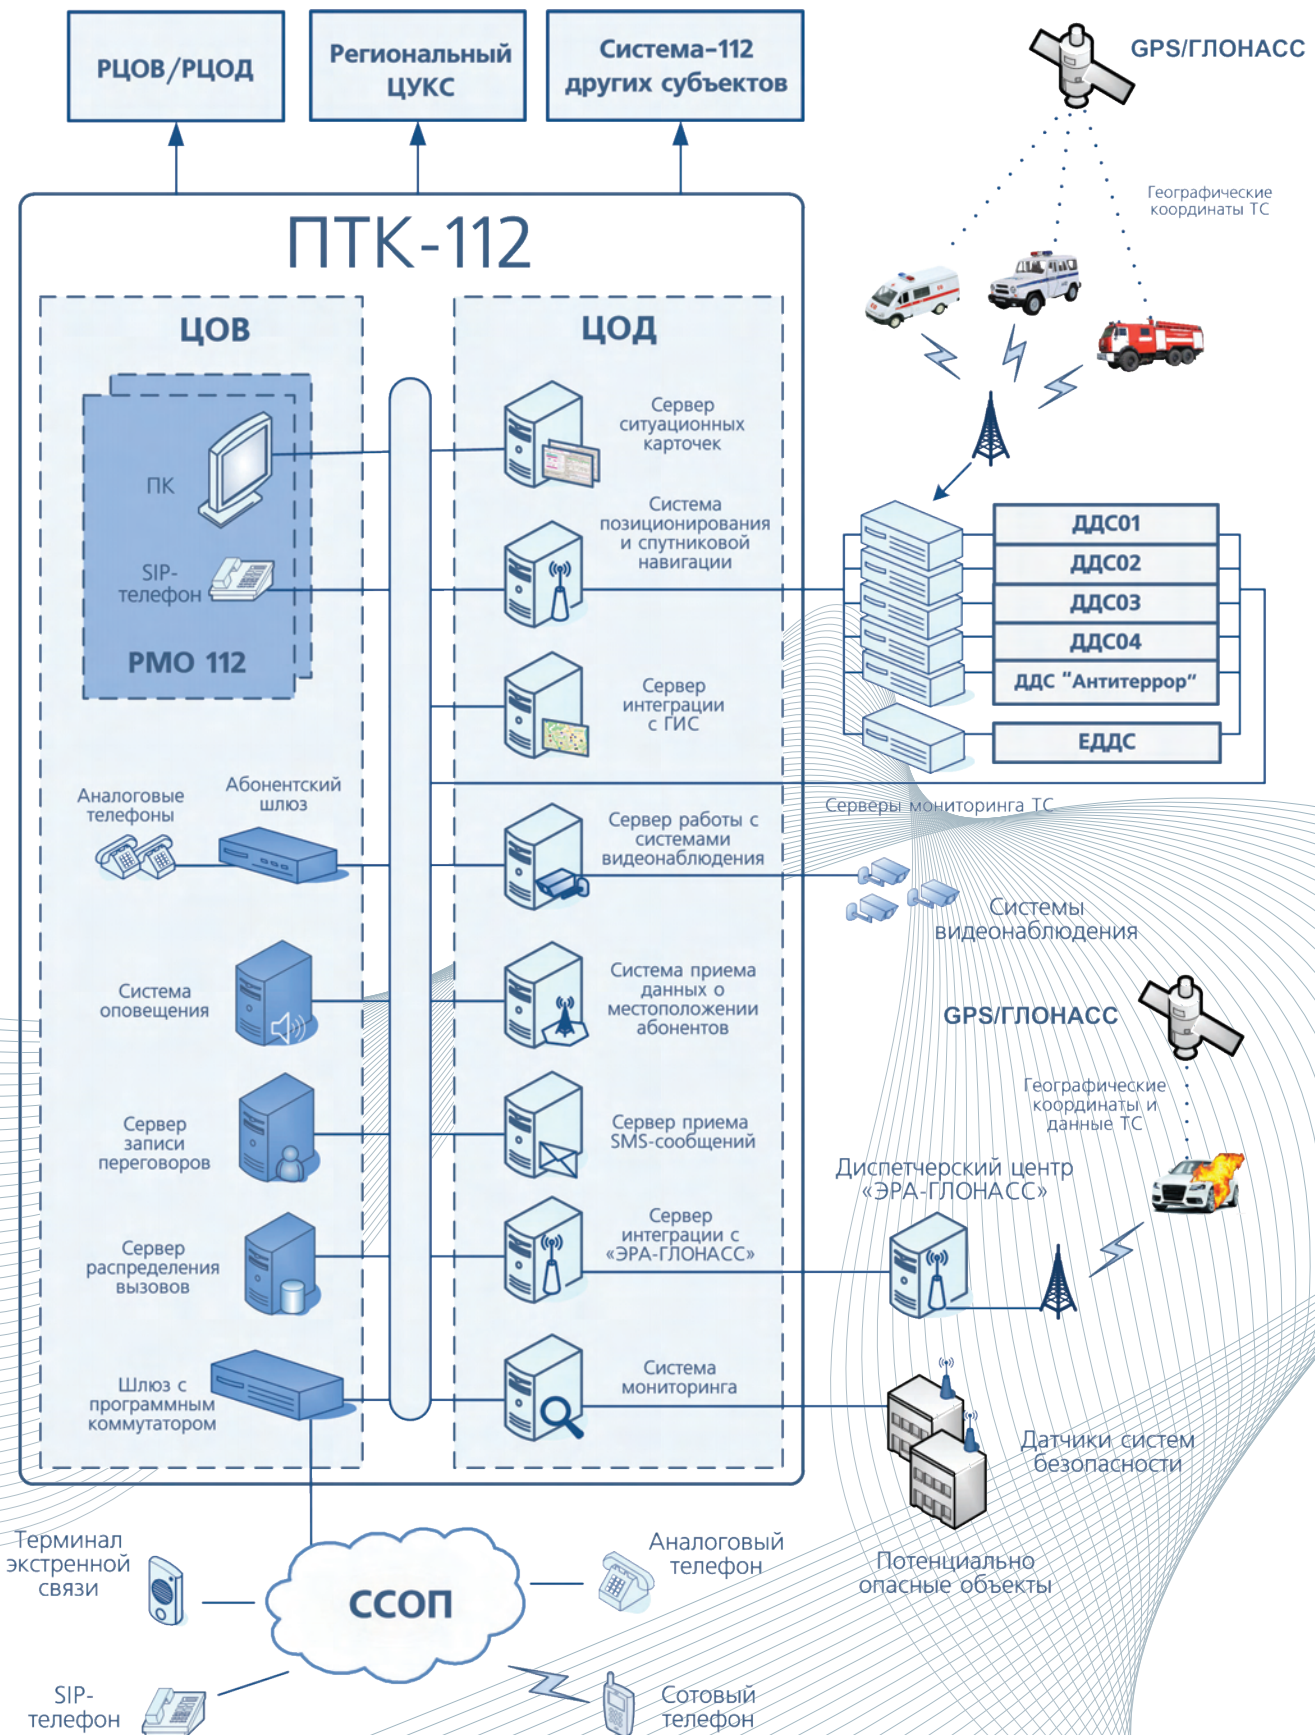 РЦОВ/РЦОД
Региональный
ЦУКС
Система-112
других субъектов
GPS/ГЛОНАСС
Географические
координаты ТС
ПТК-112
ЦОВ
ПК
SIP-
телефон
РМО 112
Аналоговые
телефоны
Абонентский
шлюз
Система
оповещения
Сервер
записи
переговоров
Сервер
распределения
вызовов
Шлюз с
программным
коммутатором
ЦОД
Сервер
ситуационных
карточек
Система
позиционирования
и спутниковой
навигации
Сервер
интеграции
с ГИС
Сервер работы с
системами
видеонаблюдения
Система приема
данных о
местоположении
абонентов
Сервер приема
SMS-сообщений
Сервер
интеграции с
«ЭРА-ГЛОНАСС»
Система
мониторинга
ДДС01
ДДС02
ДДС03
ДДС04
ДДС "Антитеррор"
ЕДДС
Серверы мониторинга ТС
Системы
видеонаблюдения
GPS/ГЛОНАСС
Географические
координаты и
данные ТС
Диспетчерский центр
«ЭРА-ГЛОНАСС»
Датчики систем
безопасности
Потенциально
опасные объекты
Терминал
экстренной
связи
ССОП
Аналоговый
телефон
SIP-
телефон
Сотовый
телефон